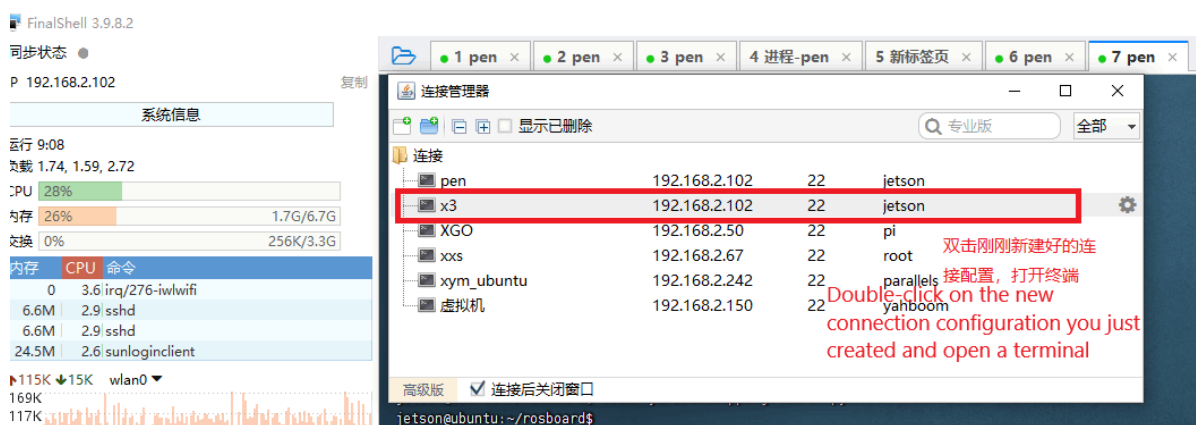 FinalShell 3.9.8.2
同步状态
P 192.168.2.102 复制
系统信息
运行 9:08
负载 1.74, 1.59, 2.72
CPU 28%
内存 26% 1.7G/6.7G
交换 0% 256K/3.3G
内存 CPU 命令
0 3.6 irq/276-iwlwifi
6.6M 2.9 sshd
6.6M 2.9 sshd
24.5M 2.6 sunloginclient
115K 15K wlan0
169K
117K
1 pen × 2 pen × 3 pen × 4 进程-pen × 5 新标签页 × 6 pen × 7 pen ×
连接管理器
显示已删除 专业版 全部
连接
pen 192.168.2.102 22 jetson
x3 192.168.2.102 22 jetson
XGO 192.168.2.50 22 pi
xxs 192.168.2.67 22 root
xym_ubuntu 192.168.2.242 22 parallels
虚拟机 192.168.2.150 22 yahboom
双击刚刚新建好的连
接配置，打开终端
Double-click on the new
connection configuration you just
created and open a terminal
高级版 连接后关闭窗口
jetson@ubuntu:~/rosboard$